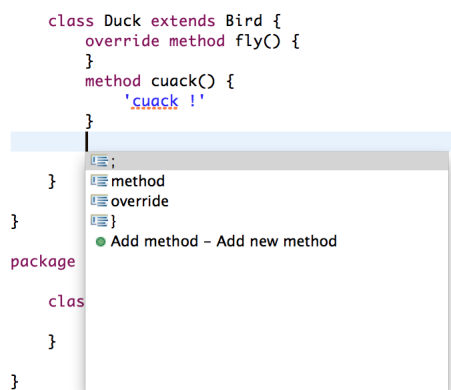 class Duck extends Bird {
override method fly() {
}
method cuack() {
'cuack !'
}
;
} method
override
} }
Add method – Add new method
package
clas
}
}